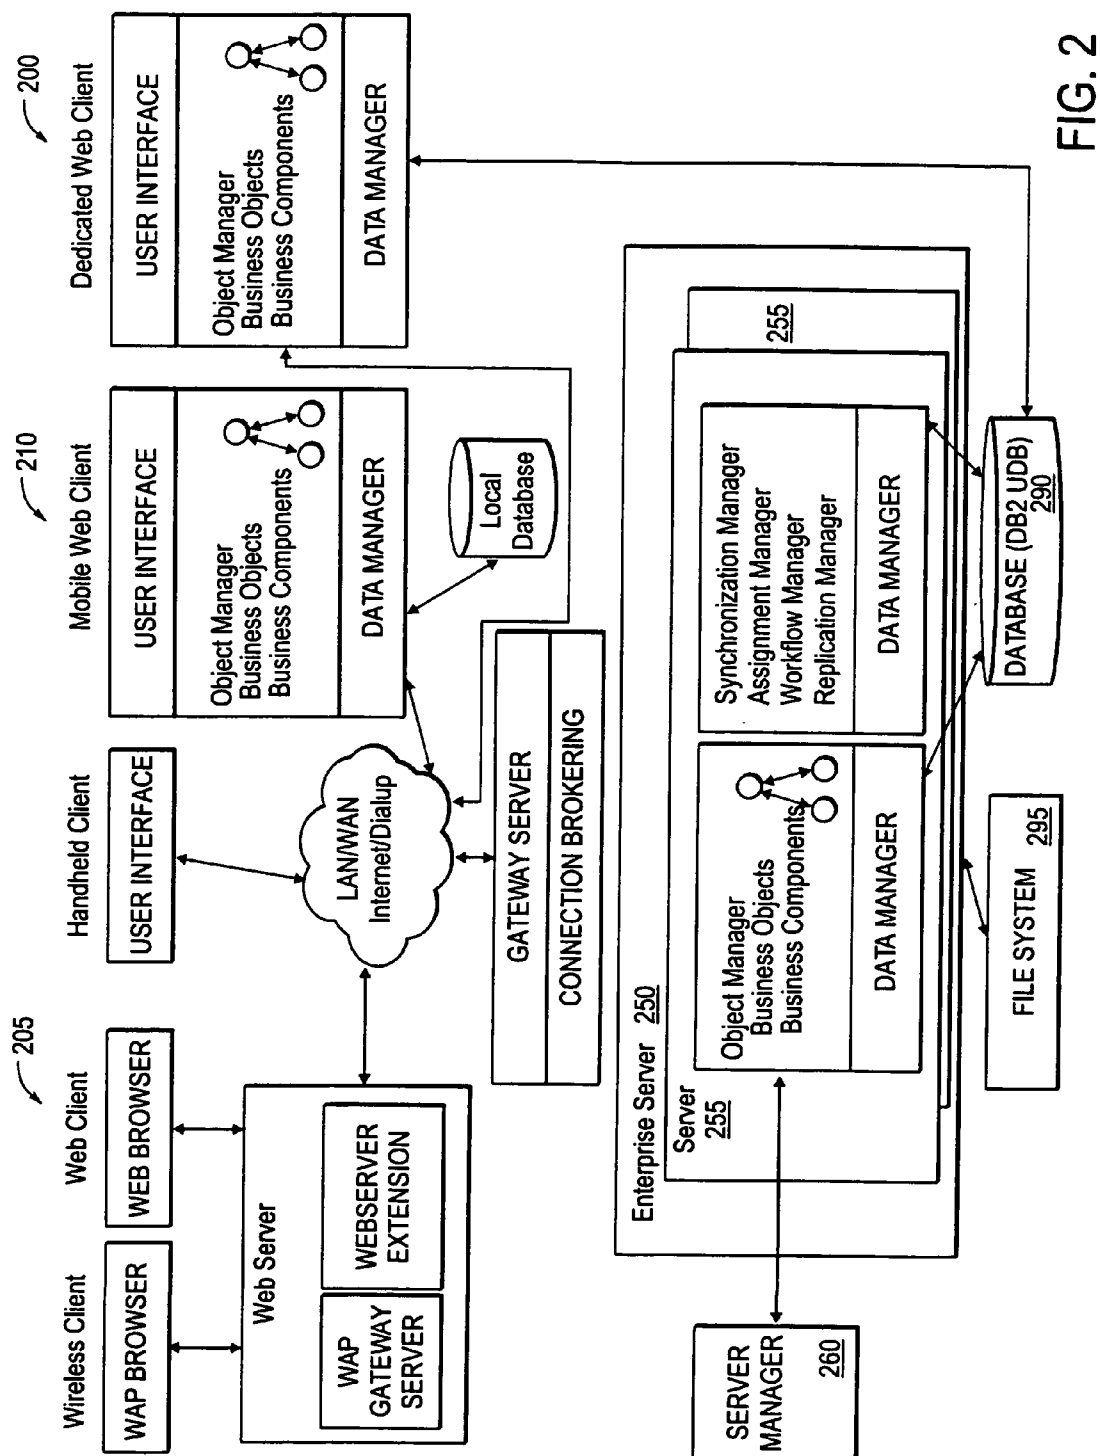 Wireless Client
WAP BROWSER
Web Client
205
WEB BROWSER
Handheld Client
USER INTERFACE
Mobile Web Client
210
USER INTERFACE
Object Manager
Business Objects
Business Components
DATA MANAGER
Dedicated Web Client
200
USER INTERFACE
Object Manager
Business Objects
Business Components
DATA MANAGER
Web Server
WAP
GATEWAY
SERVER
WEBSERVER
EXTENSION
LAN/WAN
Internet/Dialup
Local
Database
GATEWAY SERVER
CONNECTION BROKERING
Enterprise Server 250
Server
255
255
Object Manager
Business Objects
Business Components
DATA MANAGER
Synchronization Manager
Assignment Manager
Workflow Manager
Replication Manager
DATA MANAGER
SERVER
MANAGER
260
FILE SYSTEM
295
DATABASE (DB2 UDB)
290
FIG. 2